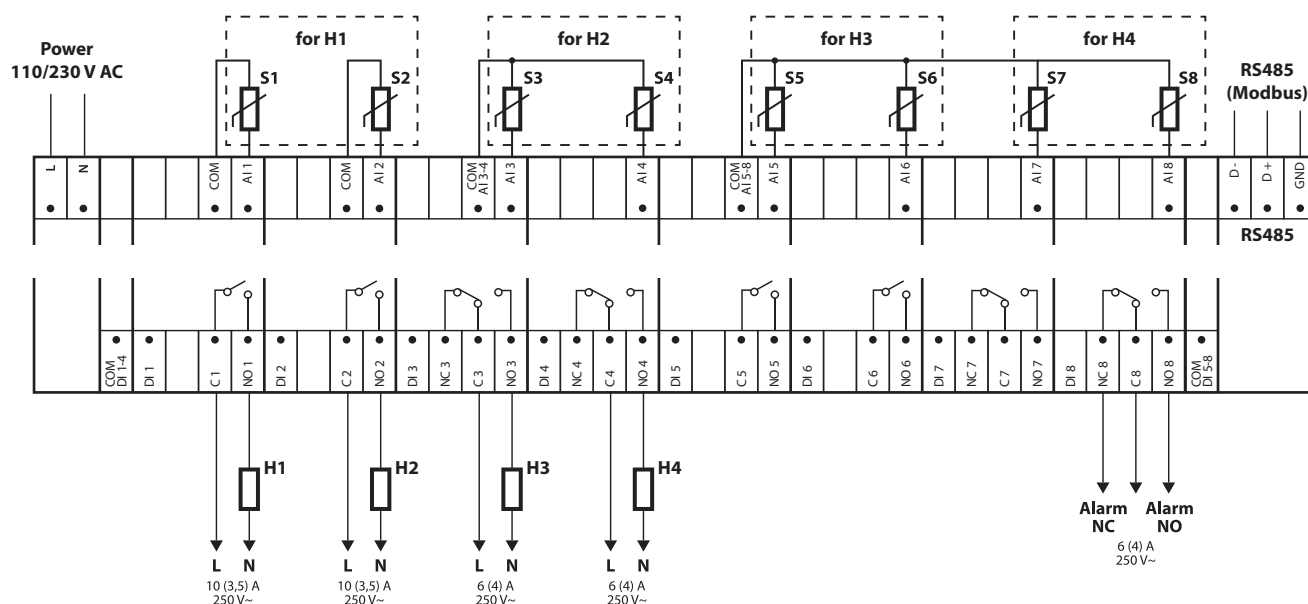 for H1
for H2
for H3
for H4
Power
110/230 V AC
S1
S2
S3
S4
S5
S6
S7
S8
RS485
(Modbus)
L
N
COM
AI 1
COM
AI 2
COM
AI 3-4
AI 3
AI 4
COM
AI 5-8
AI 5
AI 6
AI 7
AI 8
D -
D +
GND
RS485
COM
DI 1-4
DI 1
C 1
NO 1
DI 2
C 2
NO 2
DI 3
NC 3
C 3
NO 3
DI 4
NC 4
C 4
NO 4
DI 5
C 5
NO 5
DI 6
C 6
NO 6
DI 7
NC 7
C 7
NO 7
DI 8
NC 8
C 8
NO 8
COM
DI 5-8
H1
H2
H3
H4
L N
10 (3,5) A
250 V~
L N
10 (3,5) A
250 V~
L N
6 (4) A
250 V~
L N
6 (4) A
250 V~
Alarm
NC
Alarm
NO
6 (4) A
250 V~